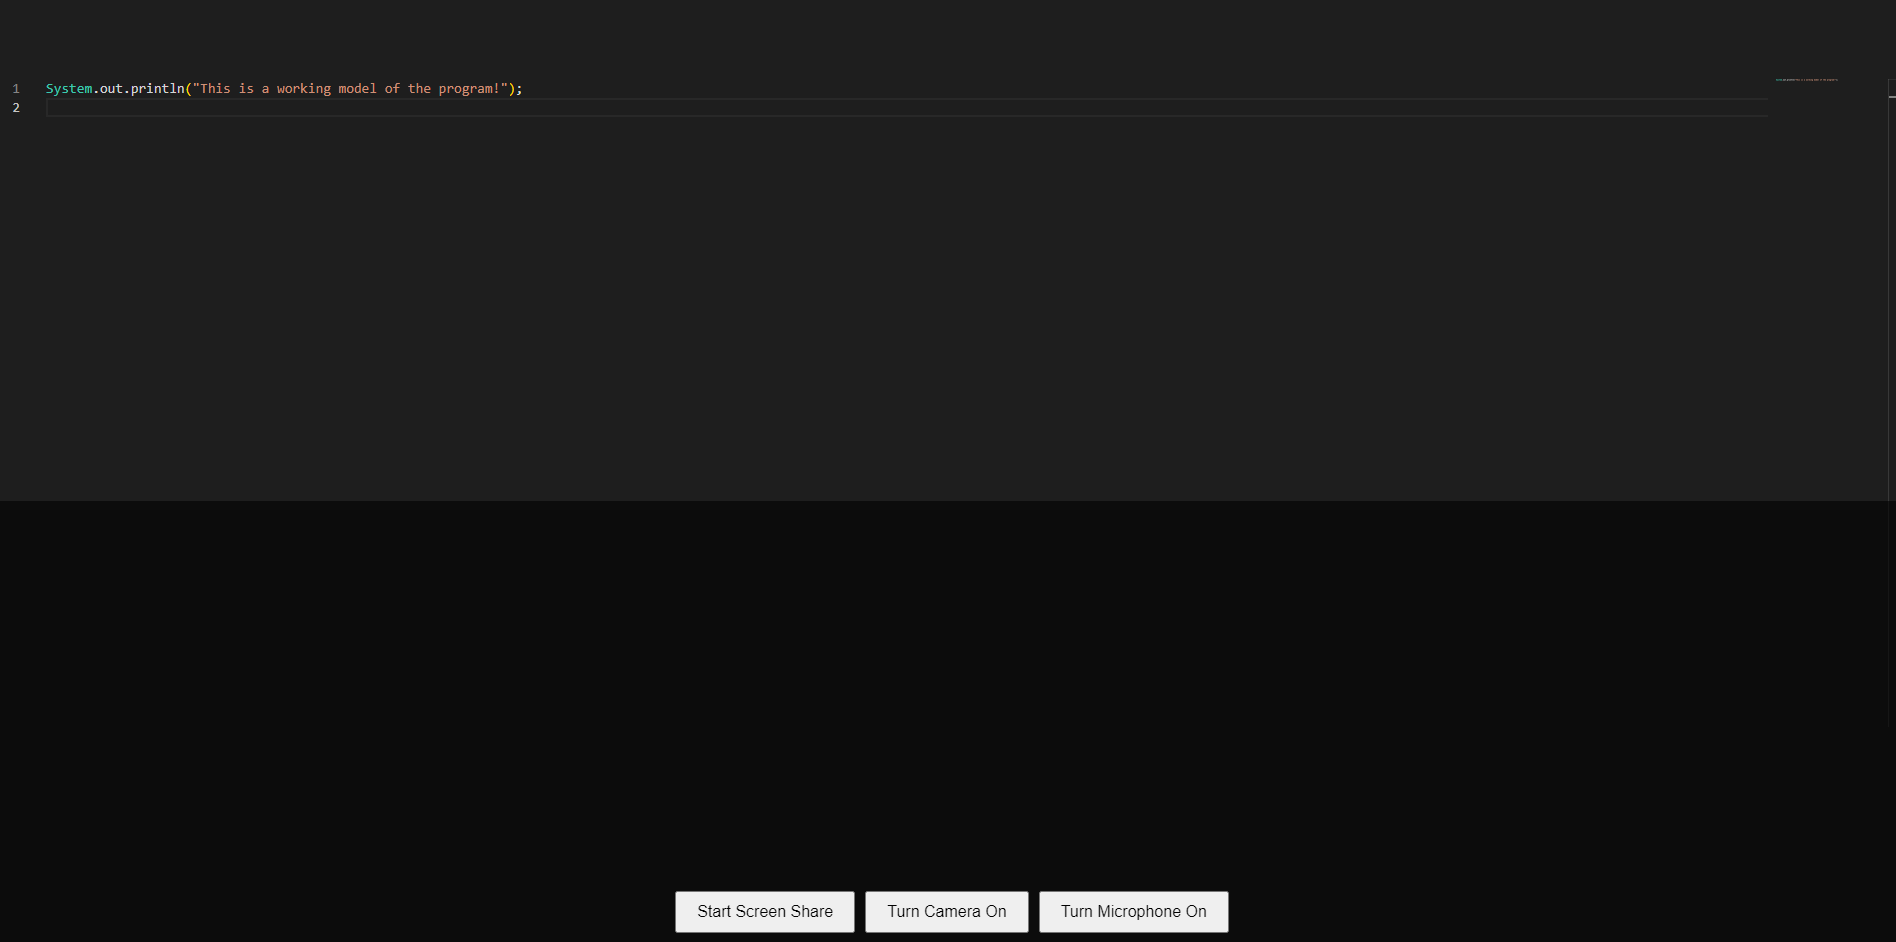 1 System.out.println("This is a working model of the program!");
2
Start Screen Share
Turn Camera On
Turn Microphone On